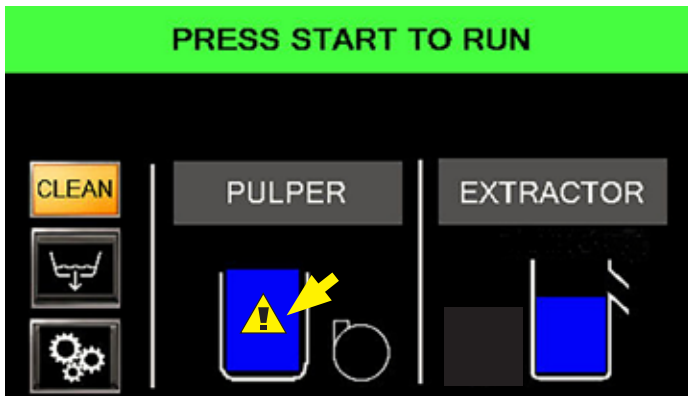 PRESS START TO RUN
CLEAN
PULPER
EXTRACTOR
!